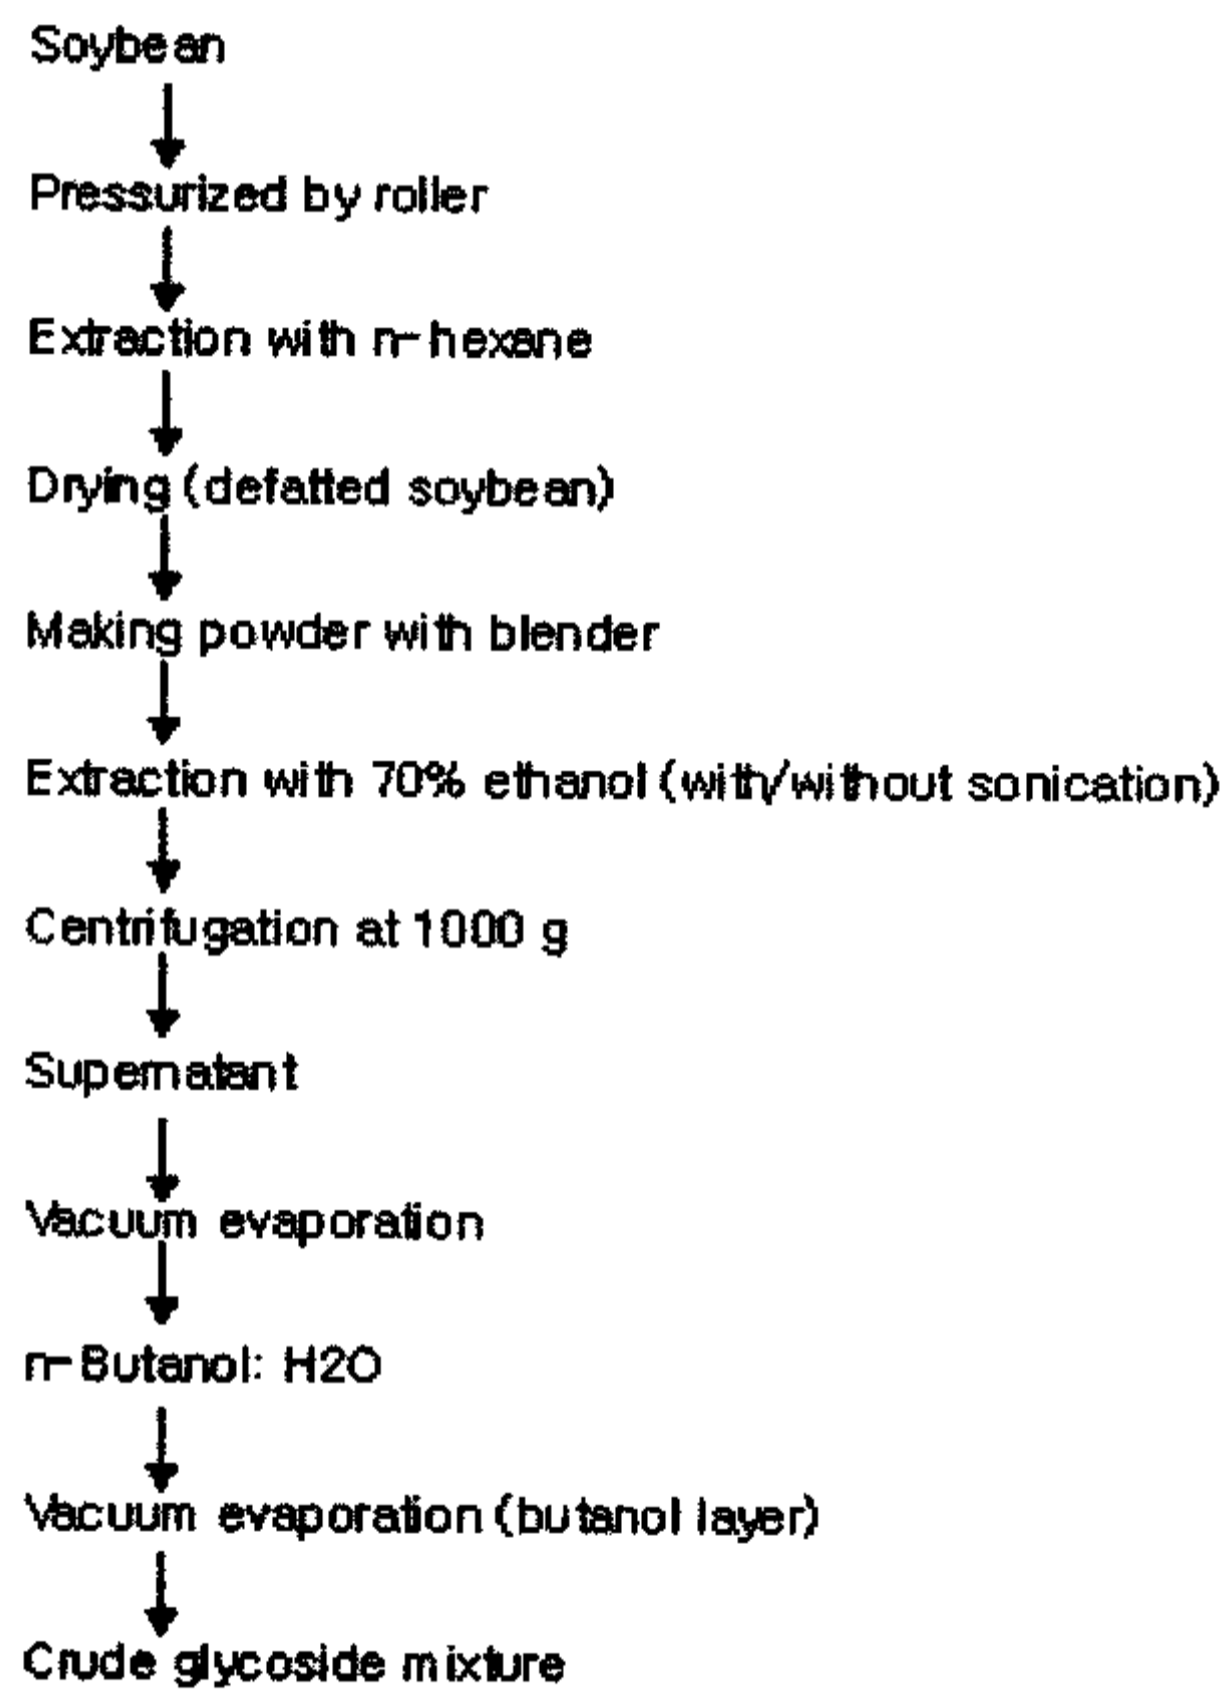 Soybean
Pressurized by roller
Extraction with n-hexane
Drying (defatted soybean)
Making powder with blender
Extraction with 70% ethanol (with/without sonication)
Centrifugation at 1000 g
Supernatant
Vacuum evaporation
n-Butanol: H2O
Vacuum evaporation (butanol layer)
Crude glycoside mixture